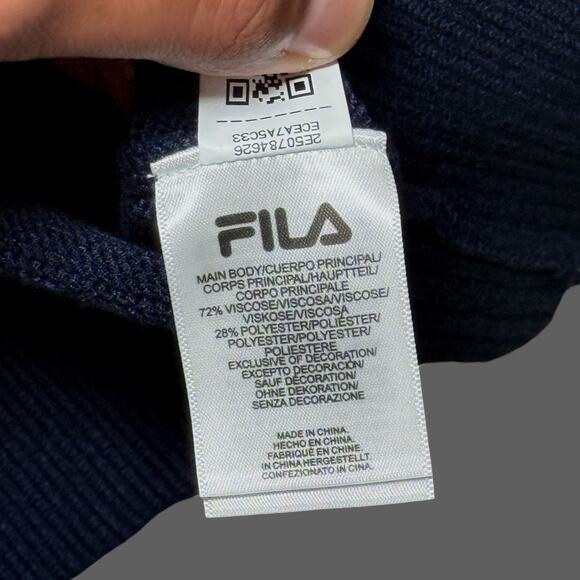 2E50784626
ECEA7A5C33
FILA
MAIN BODY/CUERPO PRINCIPAL/
CORPS PRINCIPAL/HAUPTTEIL/
CORPO PRINCIPALE
72% VISCOSE/VISCOSA/VISCOSE/
VISKOSE/VISCOSA
28% POLYESTER/POLIÉSTER/
POLYESTER/POLYESTER/
POLIESTERE
EXCLUSIVE OF DECORATION/
EXCEPTO DECORACIÓN/
SAUF DÉCORATION/
OHNE DEKORATION/
SENZA DECORAZIONE
MADE IN CHINA.
HECHO EN CHINA.
FABRIQUÉ EN CHINE.
IN CHINA HERGESTELLT.
CONFEZIONATO IN CINA.